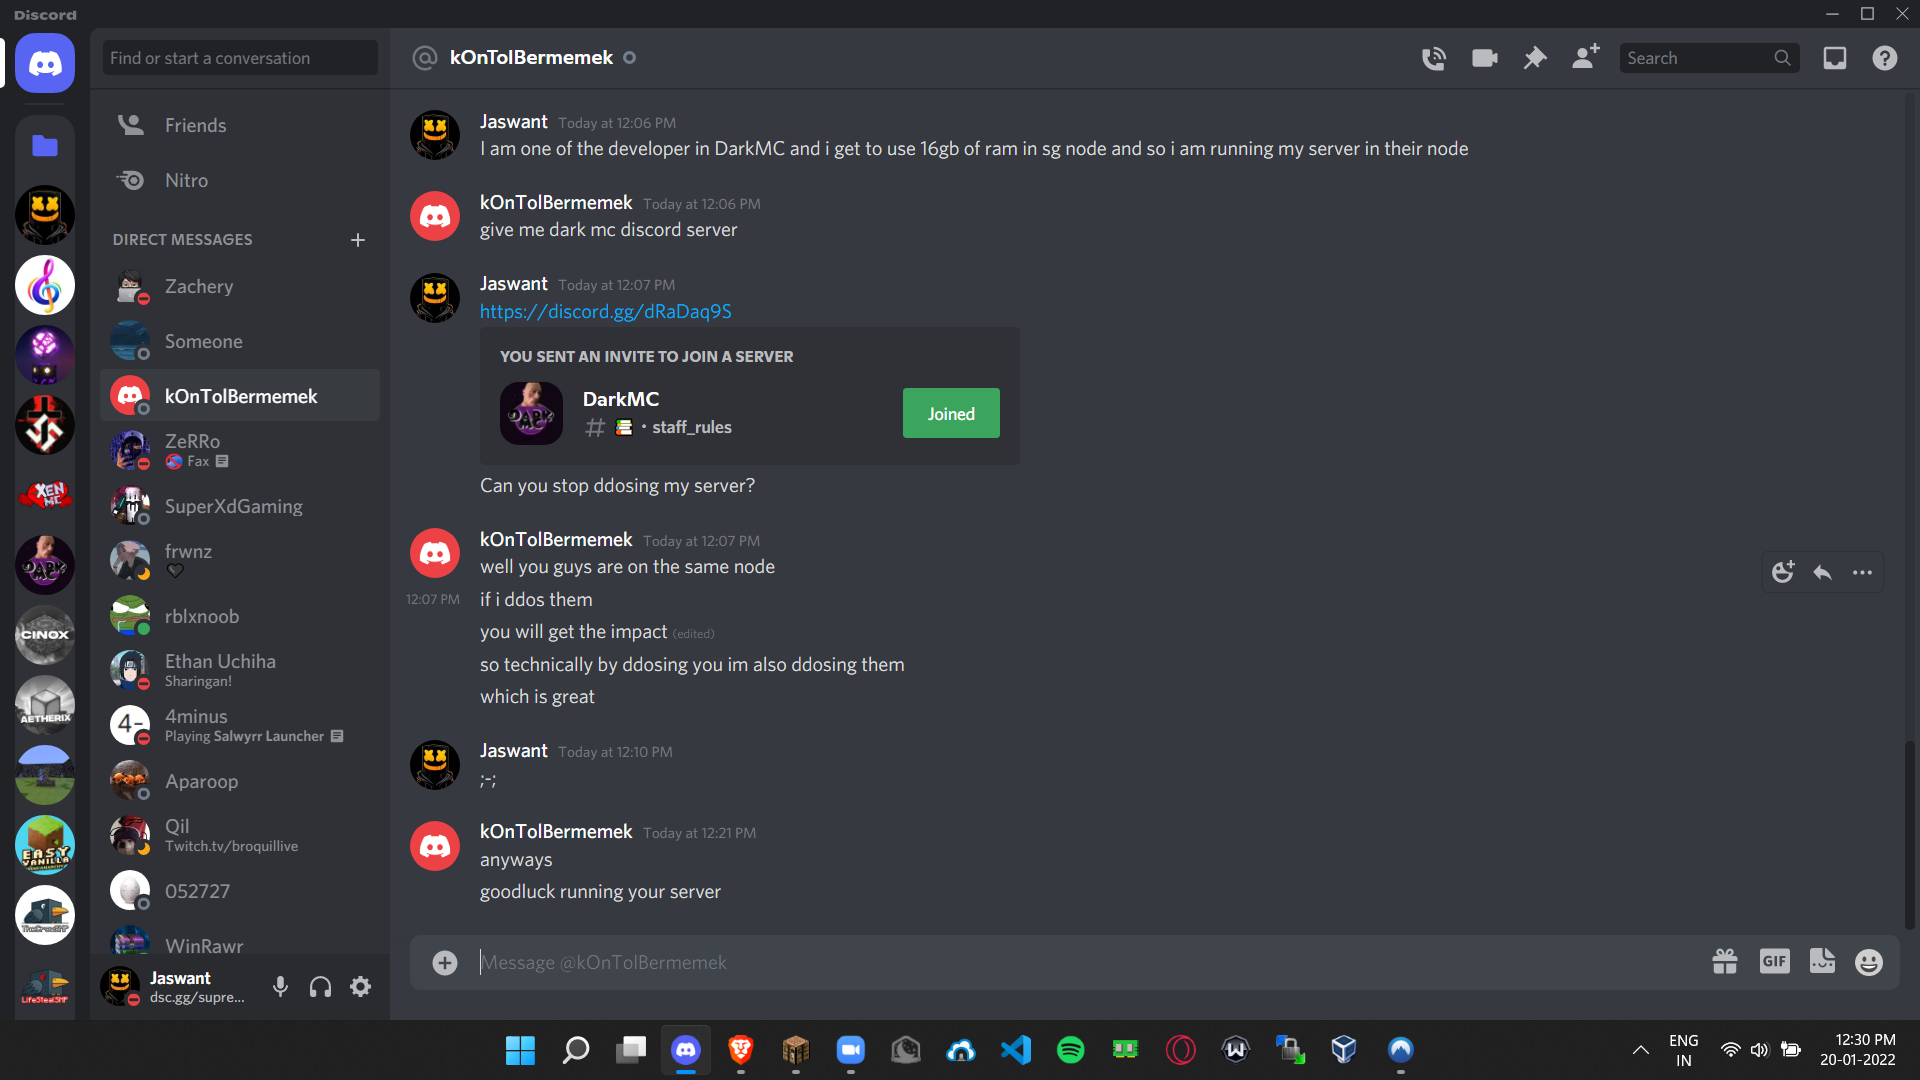 Discord
Find or start a conversation
kOnTolBermemek
Search
Friends
Nitro
DIRECT MESSAGES
Zachery
Someone
kOnTolBermemek
ZeRRo
Fax
SuperXdGaming
frwnz
rblxnoob
Ethan Uchiha
Sharingan!
4-
4minus
Playing Salwyrr Launcher
Aparoop
Qil
Twitch.tv/broquillive
052727
WinRawr
Jaswant
dsc.gg/supre...
XEN MC
DARK
CINOX
AETHERIX
EASY VANILLA
TheCrowSMP
LifeStealSMP
Jaswant Today at 12:06 PM
I am one of the developer in DarkMC and i get to use 16gb of ram in sg node and so i am running my server in their node
kOnTolBermemek Today at 12:06 PM
give me dark mc discord server
Jaswant Today at 12:07 PM
https://discord.gg/dRaDaq9S
YOU SENT AN INVITE TO JOIN A SERVER
DARK
DarkMC
# • staff_rules
Joined
Can you stop ddosing my server?
kOnTolBermemek Today at 12:07 PM
well you guys are on the same node
12:07 PM if i ddos them
you will get the impact (edited)
so technically by ddosing you im also ddosing them
which is great
Jaswant Today at 12:10 PM
;-;
kOnTolBermemek Today at 12:21 PM
anyways
goodluck running your server
Message @kOnTolBermemek
GIF
ENG
IN
12:30 PM
20-01-2022